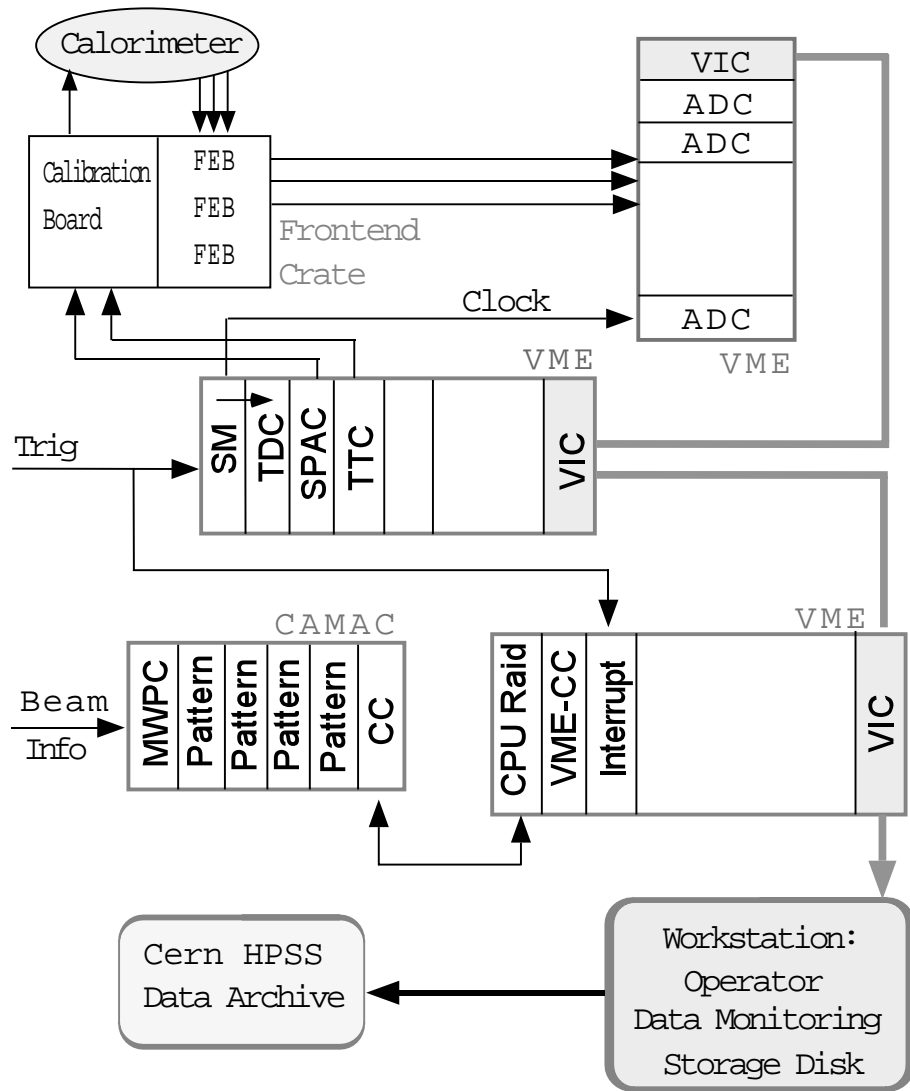 Calorimeter
Calibration
Board
FEB
FEB
FEB
Frontend
Crate
VIC
ADC
ADC
ADC
VME
Clock
VME
Trig
SM
TDC
SPAC
TTC
VIC
CAMAC
Beam
Info
MWPC
Pattern
Pattern
Pattern
Pattern
CC
VME
CPU Raid
VME-CC
Interrupt
VIC
Cern HPSS
Data Archive
Workstation:
Operator
Data Monitoring
Storage Disk